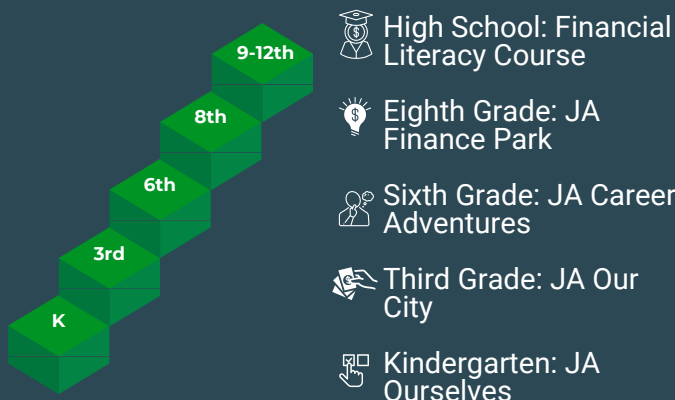 9-12th
8th
6th
3rd
K
High School: Financial
Literacy Course
Eighth Grade: JA
Finance Park
Sixth Grade: JA Career
Adventures
Third Grade: JA Our
City
Kindergarten: JA
Ourselves